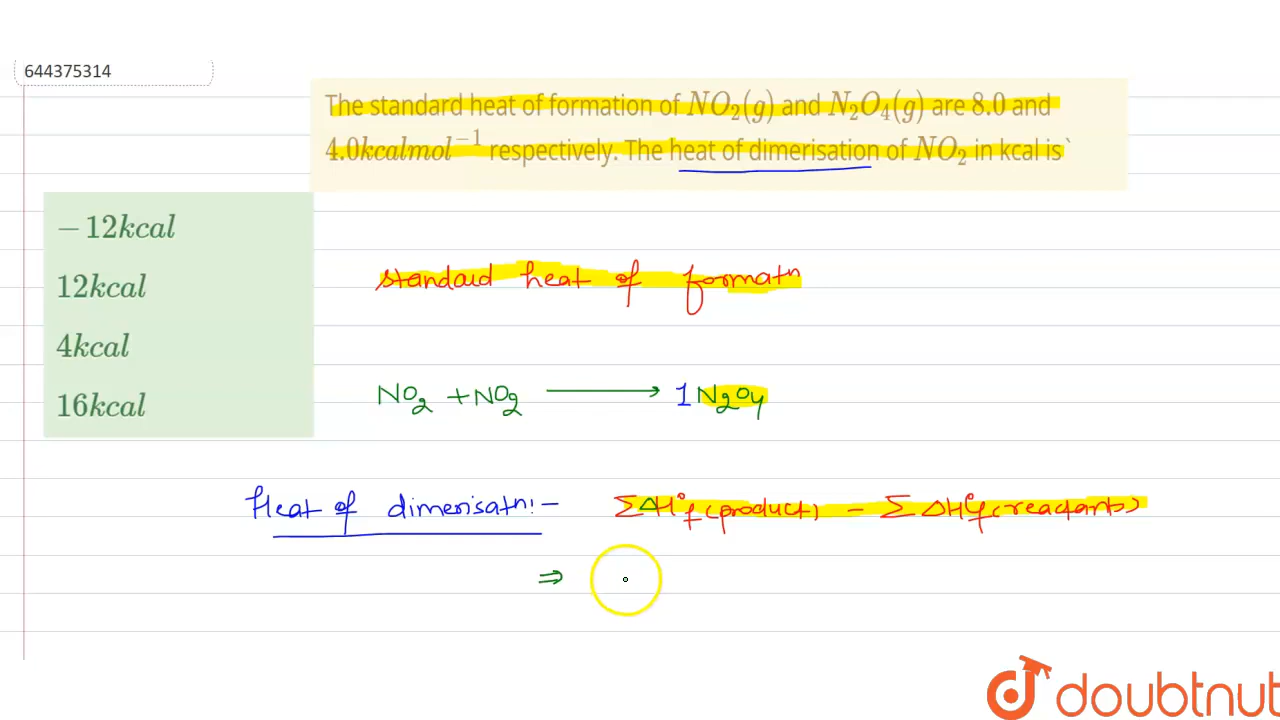 644375314
The standard heat of formation of NO₂(g) and N₂O₄(g) are 8.0 and
4.0kcalmol⁻¹ respectively. The heat of dimerisation of NO₂ in kcal is`
−12kcal
12kcal
4kcal
16kcal
standard heat of formatn
NO₂ + NO₂ ⟶ 1 N₂O₄
Heat of dimerisatn:− ΣΔH°f(product) − ΣΔH°f(reactants)
⇒
doubtnut